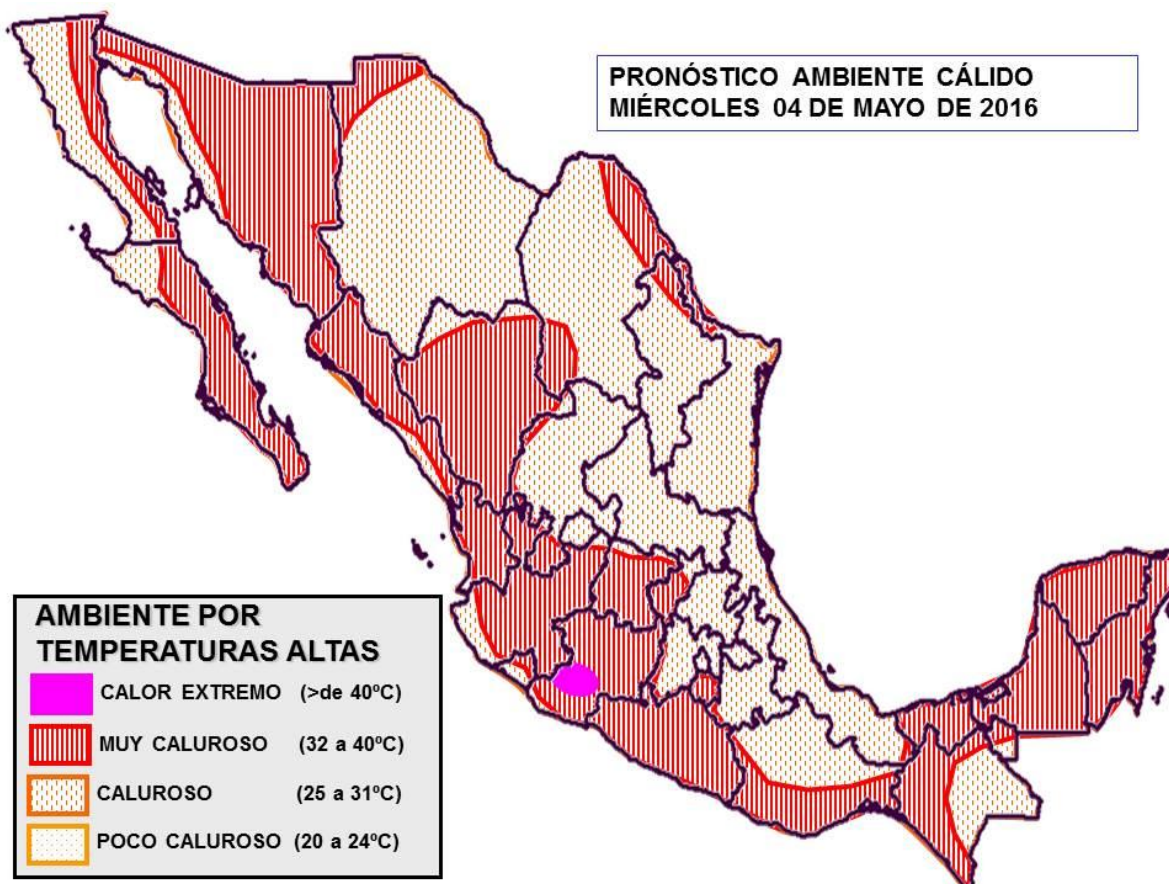 PRONÓSTICO AMBIENTE CÁLIDO
MIÉRCOLES 04 DE MAYO DE 2016
AMBIENTE POR
TEMPERATURAS ALTAS
CALOR EXTREMO (>de 40ºC)
MUY CALUROSO (32 a 40ºC)
CALUROSO (25 a 31ºC)
POCO CALUROSO (20 a 24ºC)